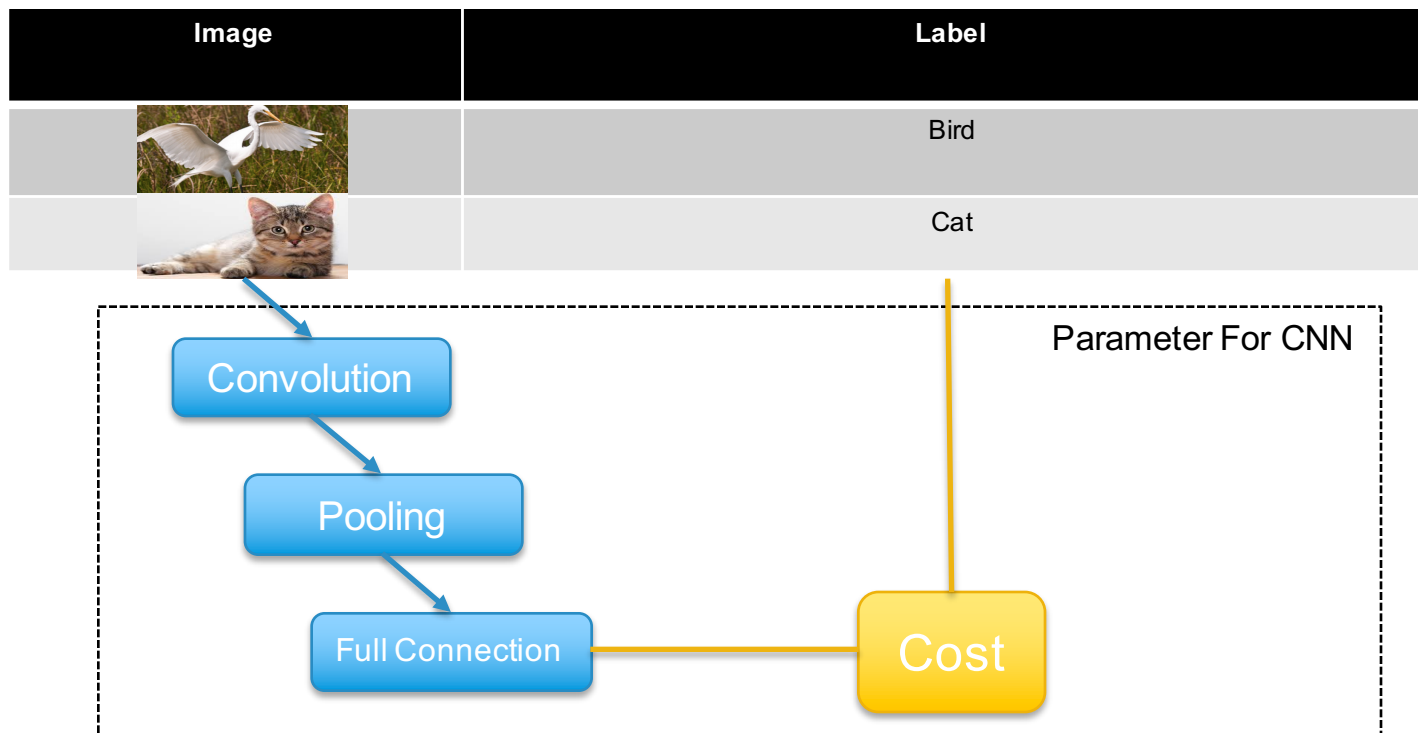 Image
Label
Bird
Cat
Parameter For CNN
Convolution
Pooling
Full Connection
Cost